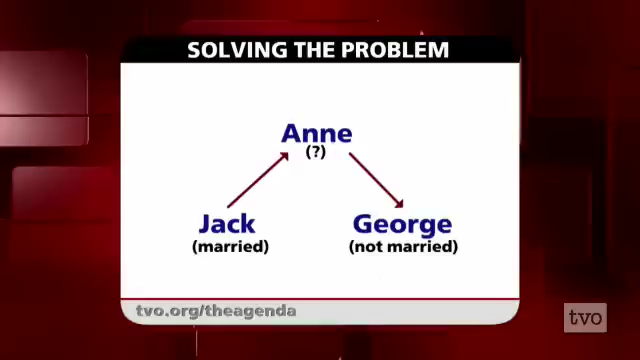 SOLVING THE PROBLEM
Anne
(?)
Jack
George
(married)
(not married)
tvo.org/theagenda
tvo